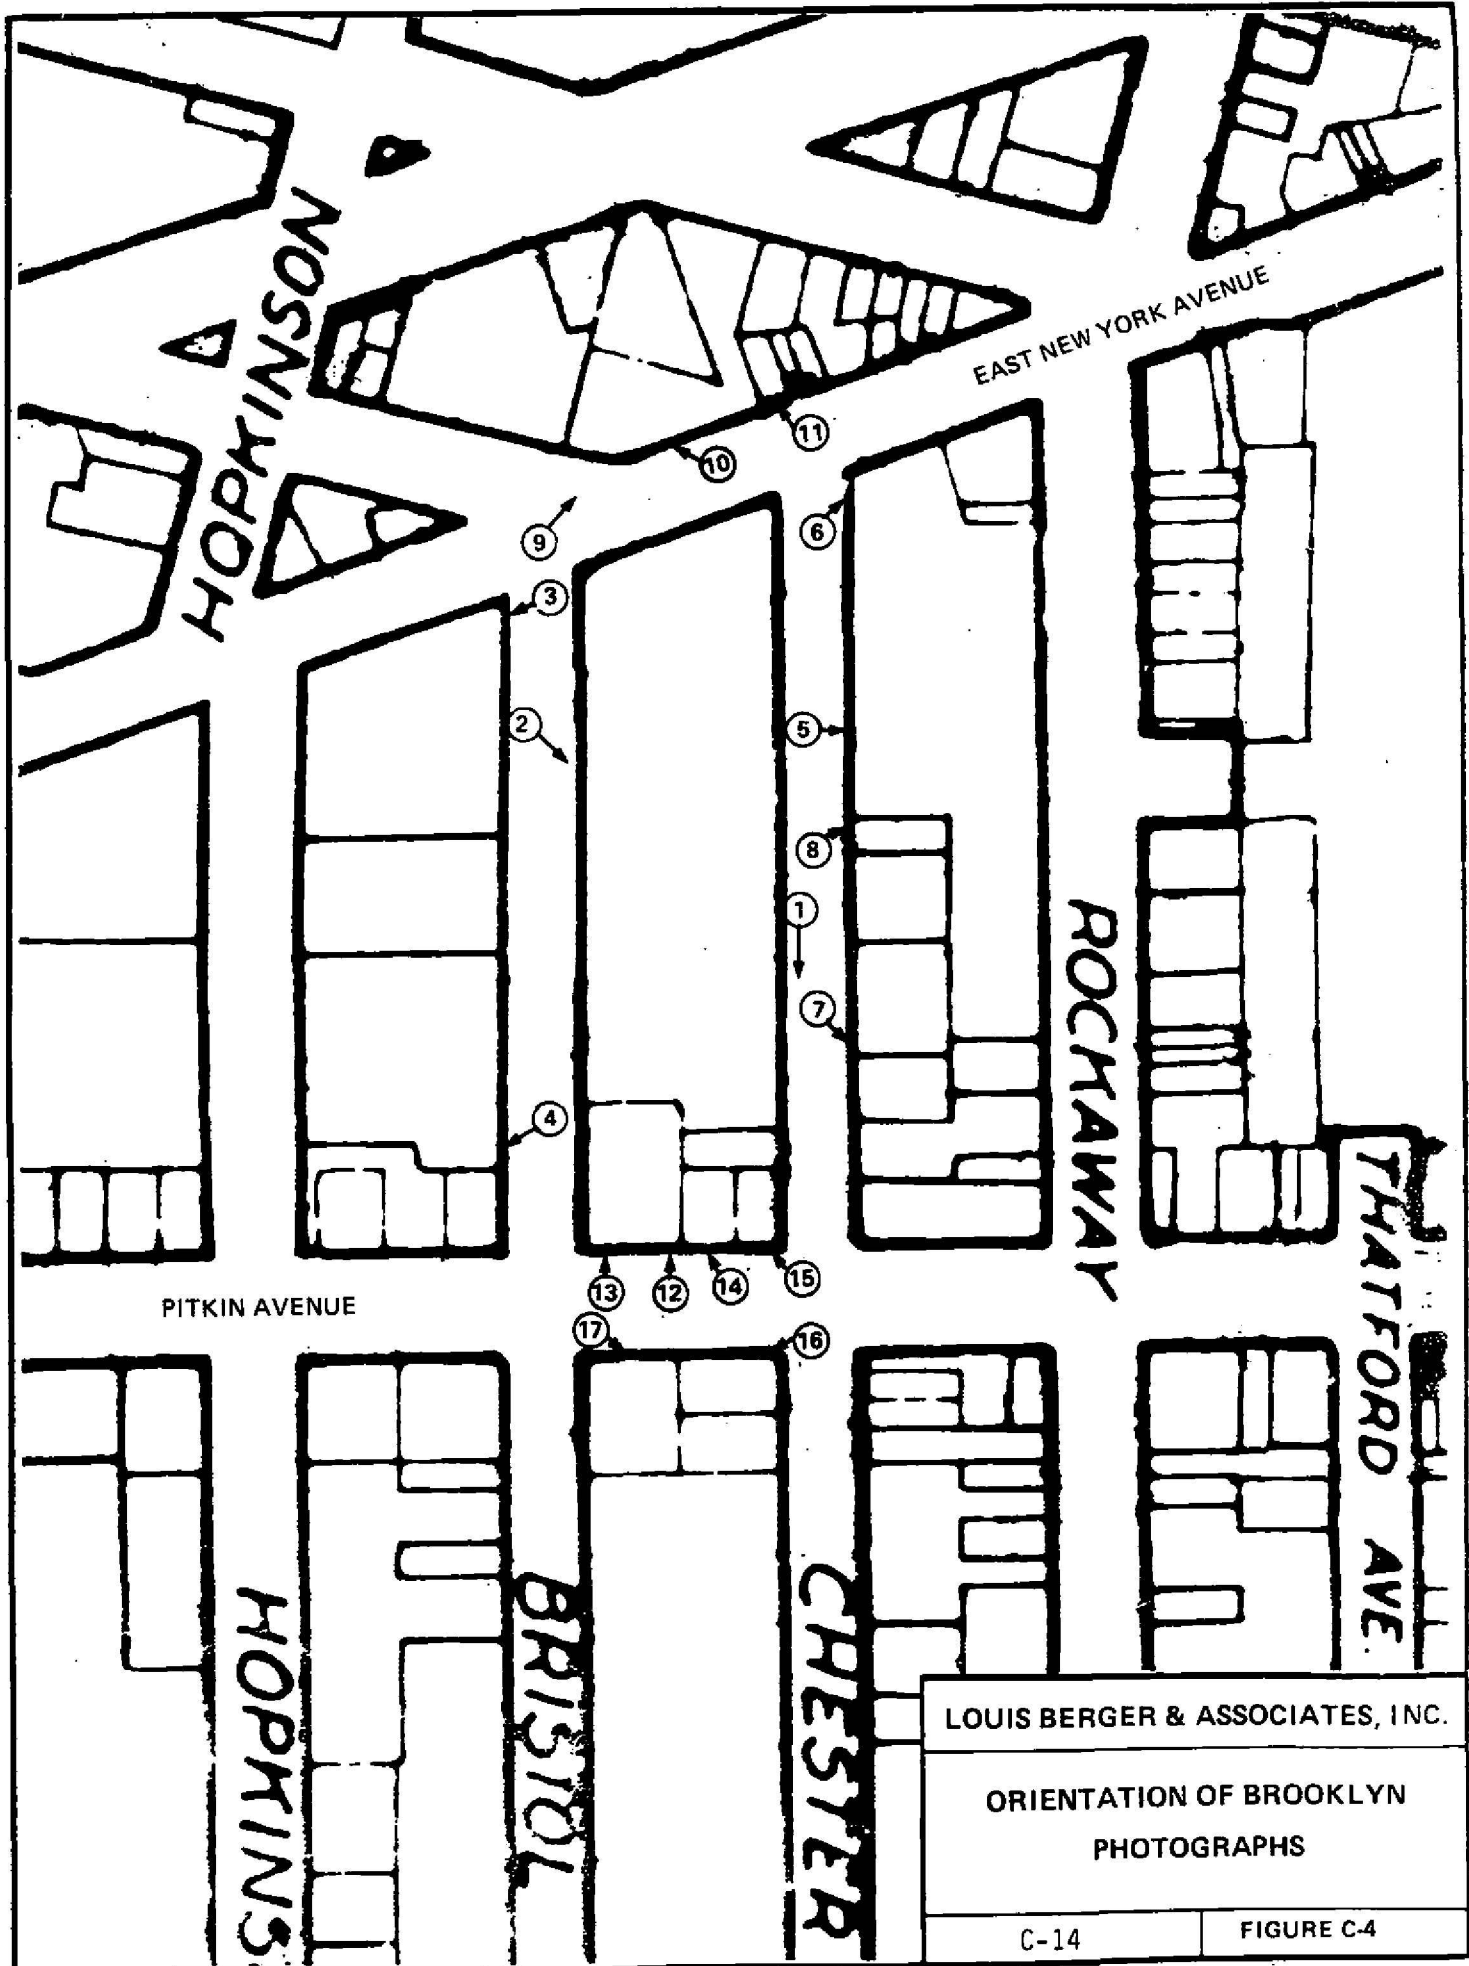 HOPKINSON
EAST NEW YORK AVENUE
11
10
9
6
3
2
5
8
1
7
4
ROCKAWAY
THATFORD AVE.
13
12
14
15
PITKIN AVENUE
17
16
HOPKINS
BRISTOL
CHESTER
LOUIS BERGER & ASSOCIATES, INC.
ORIENTATION OF BROOKLYN
PHOTOGRAPHS
C-14
FIGURE C-4